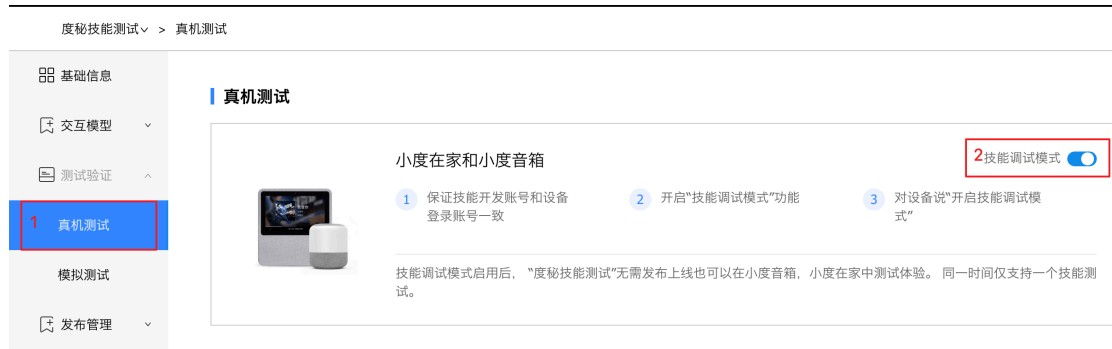 度秘技能测试 > 真机测试
基础信息
交互模型
测试验证
1 真机测试
模拟测试
发布管理
真机测试
小度在家和小度音箱
2技能调试模式
1 保证技能开发账号和设备
登录账号一致
2 开启“技能调试模式”功能
3 对设备说“开启技能调试模
式”
技能调试模式启用后， “度秘技能测试”无需发布上线也可以在小度音箱，小度在家中测试体验。 同一时间仅支持一个技能测
试。